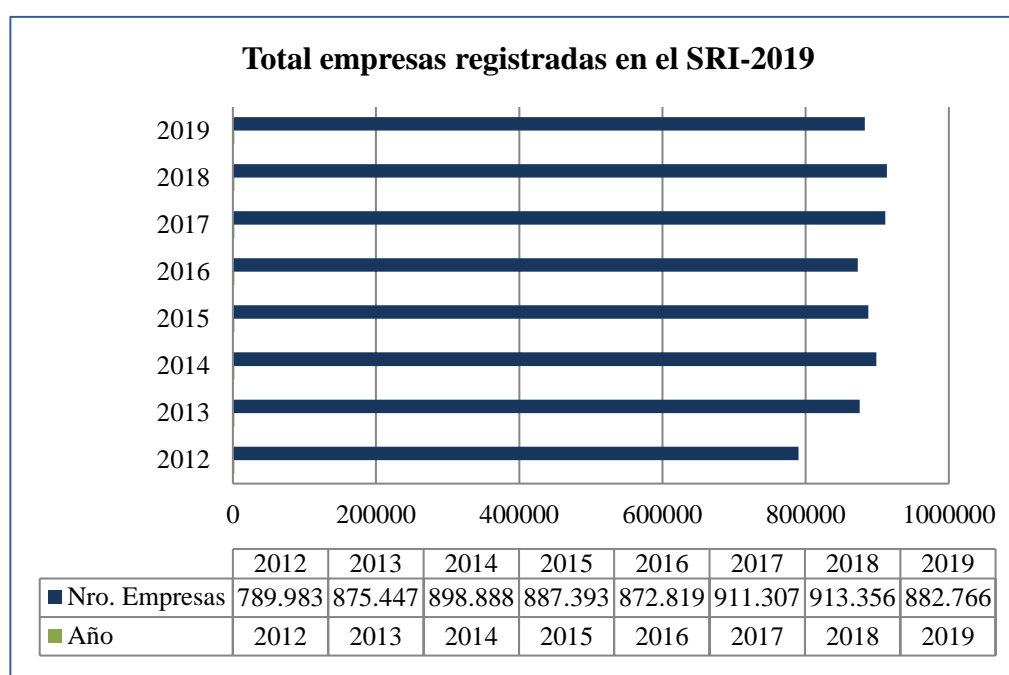 Total empresas registradas en el SRI-2019
2019
2018
2017
2016
2015
2014
2013
2012
0 200000 400000 600000 800000 1000000
2012 2013 2014 2015 2016 2017 2018 2019
Nro. Empresas 789.983 875.447 898.888 887.393 872.819 911.307 913.356 882.766
Año 2012 2013 2014 2015 2016 2017 2018 2019